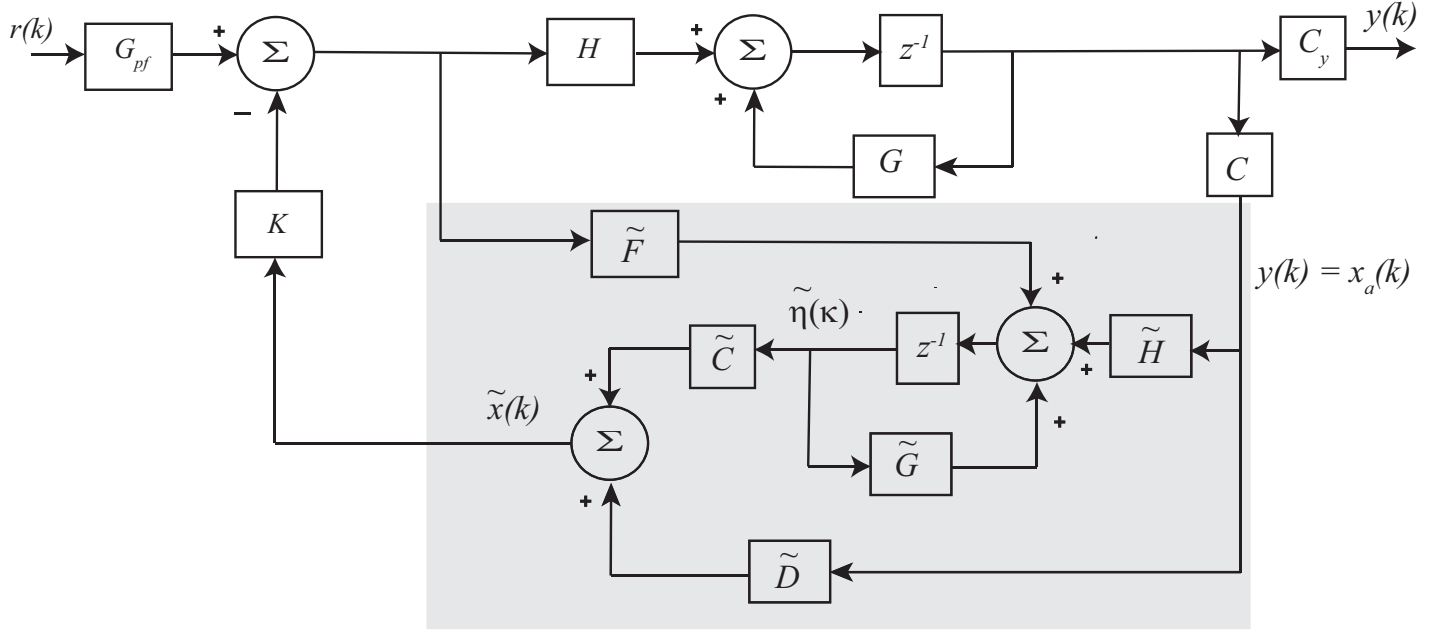 r(k)
G_pf
+
Σ
−
H
+
Σ
+
z⁻¹
G
C_y
y(k)
C
K
F̃
y(k) = x_a(k)
+
η̃(κ)
C̃
z⁻¹
Σ
+
H̃
+
x̃(k)
+
Σ
+
G̃
D̃